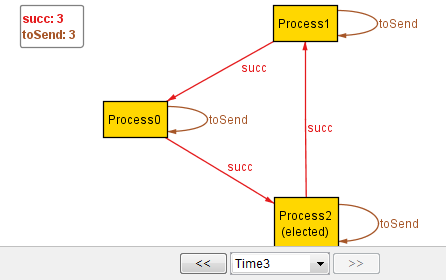 succ: 3
toSend: 3
Process1
toSend
succ
Process0
toSend
succ
succ
Process2
(elected)
toSend
<<
Time3
>>